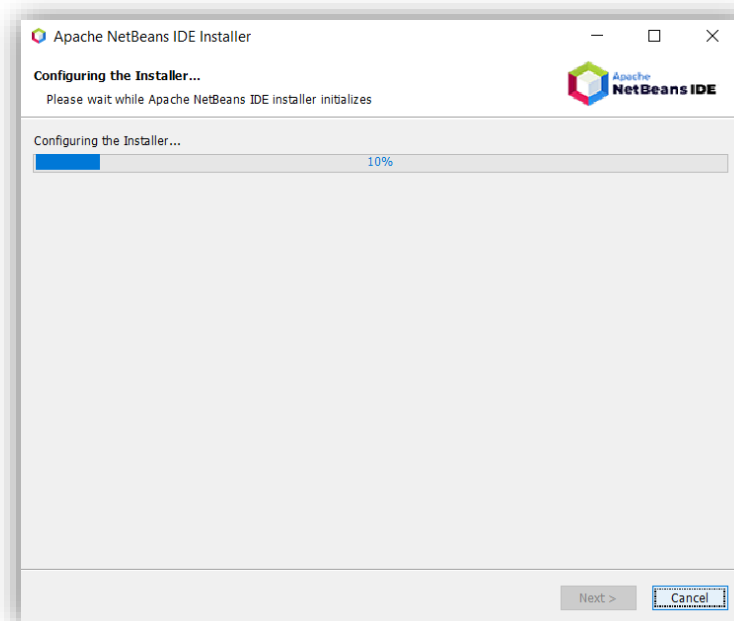 Apache NetBeans IDE Installer
Configuring the Installer...
Please wait while Apache NetBeans IDE installer initializes
Apache
NetBeans IDE
Configuring the Installer...
10%
Next >
Cancel